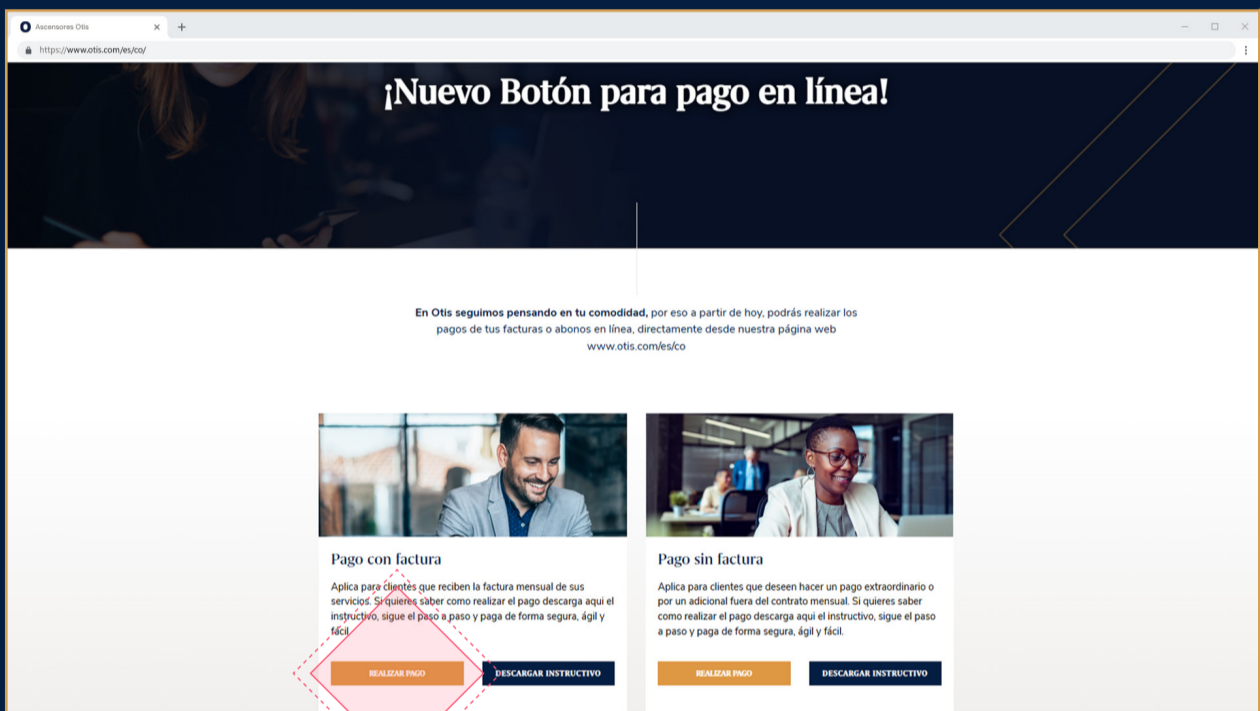 Ascensores Otis
https://www.otis.com/es/co/
¡Nuevo Botón para pago en línea!
En Otis seguimos pensando en tu comodidad, por eso a partir de hoy, podrás realizar los
pagos de tus facturas o abonos en línea, directamente desde nuestra página web
www.otis.com/es/co
Pago con factura
Aplica para clientes que reciben la factura mensual de sus
servicios. Si quieres saber como realizar el pago descarga aqui el
instructivo, sigue el paso a paso y paga de forma segura, ágil y
fácil.
REALIZAR PAGO
DESCARGAR INSTRUCTIVO
Pago sin factura
Aplica para clientes que deseen hacer un pago extraordinario o
por un adicional fuera del contrato mensual. Si quieres saber
como realizar el pago descarga aqui el instructivo, sigue el paso
a paso y paga de forma segura, ágil y fácil.
REALIZAR PAGO
DESCARGAR INSTRUCTIVO